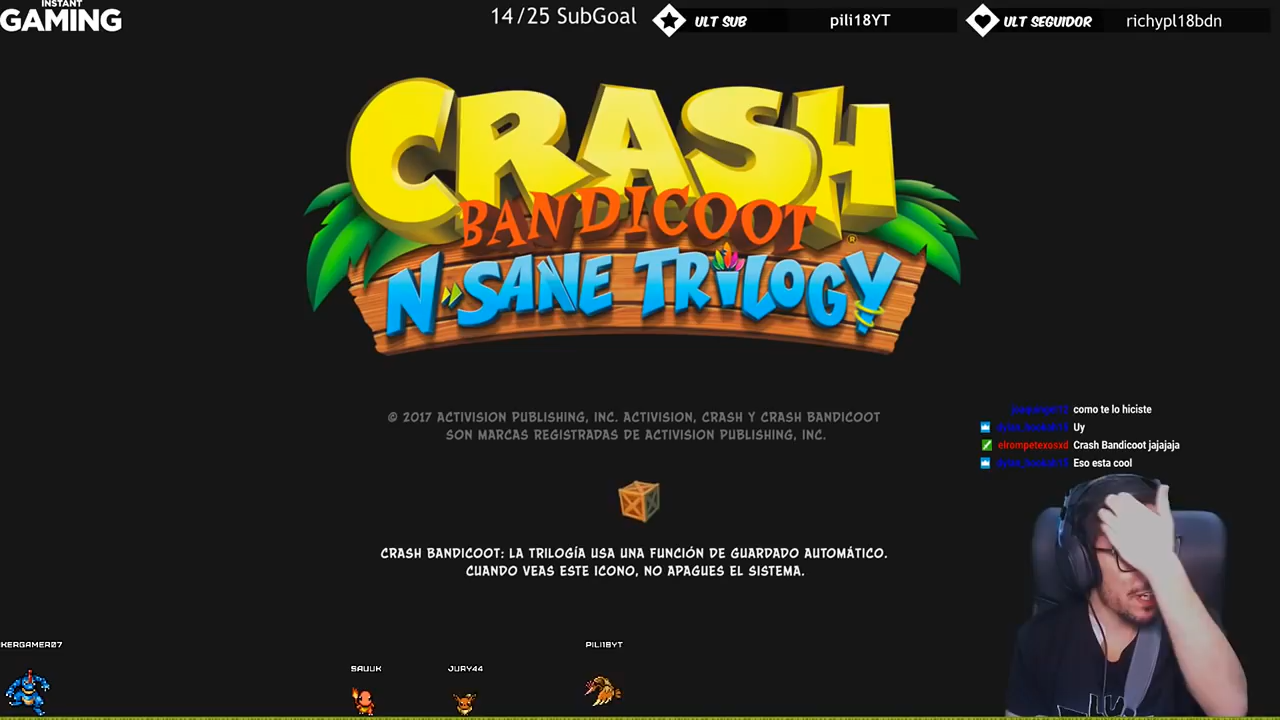 INSTANT
GAMING
14/25 SubGoal
ULT SUB
pili18YT
ULT SEGUIDOR
richypl18bdn
CRASH
BANDICOOT
®
N. SANE TRILOGY
© 2017 ACTIVISION PUBLISHING, INC. ACTIVISION, CRASH Y CRASH BANDICOOT
SON MARCAS REGISTRADAS DE ACTIVISION PUBLISHING, INC.
como te lo hiciste
Uy
elrompetexosxd Crash Bandicoot jajajaja
Eso esta cool
CRASH BANDICOOT: LA TRILOGÍA USA UNA FUNCIÓN DE GUARDADO AUTOMÁTICO.
CUANDO VEAS ESTE ICONO, NO APAGUES EL SISTEMA.
KERGAMER07
SAUUK
JURY44
PILI18YT